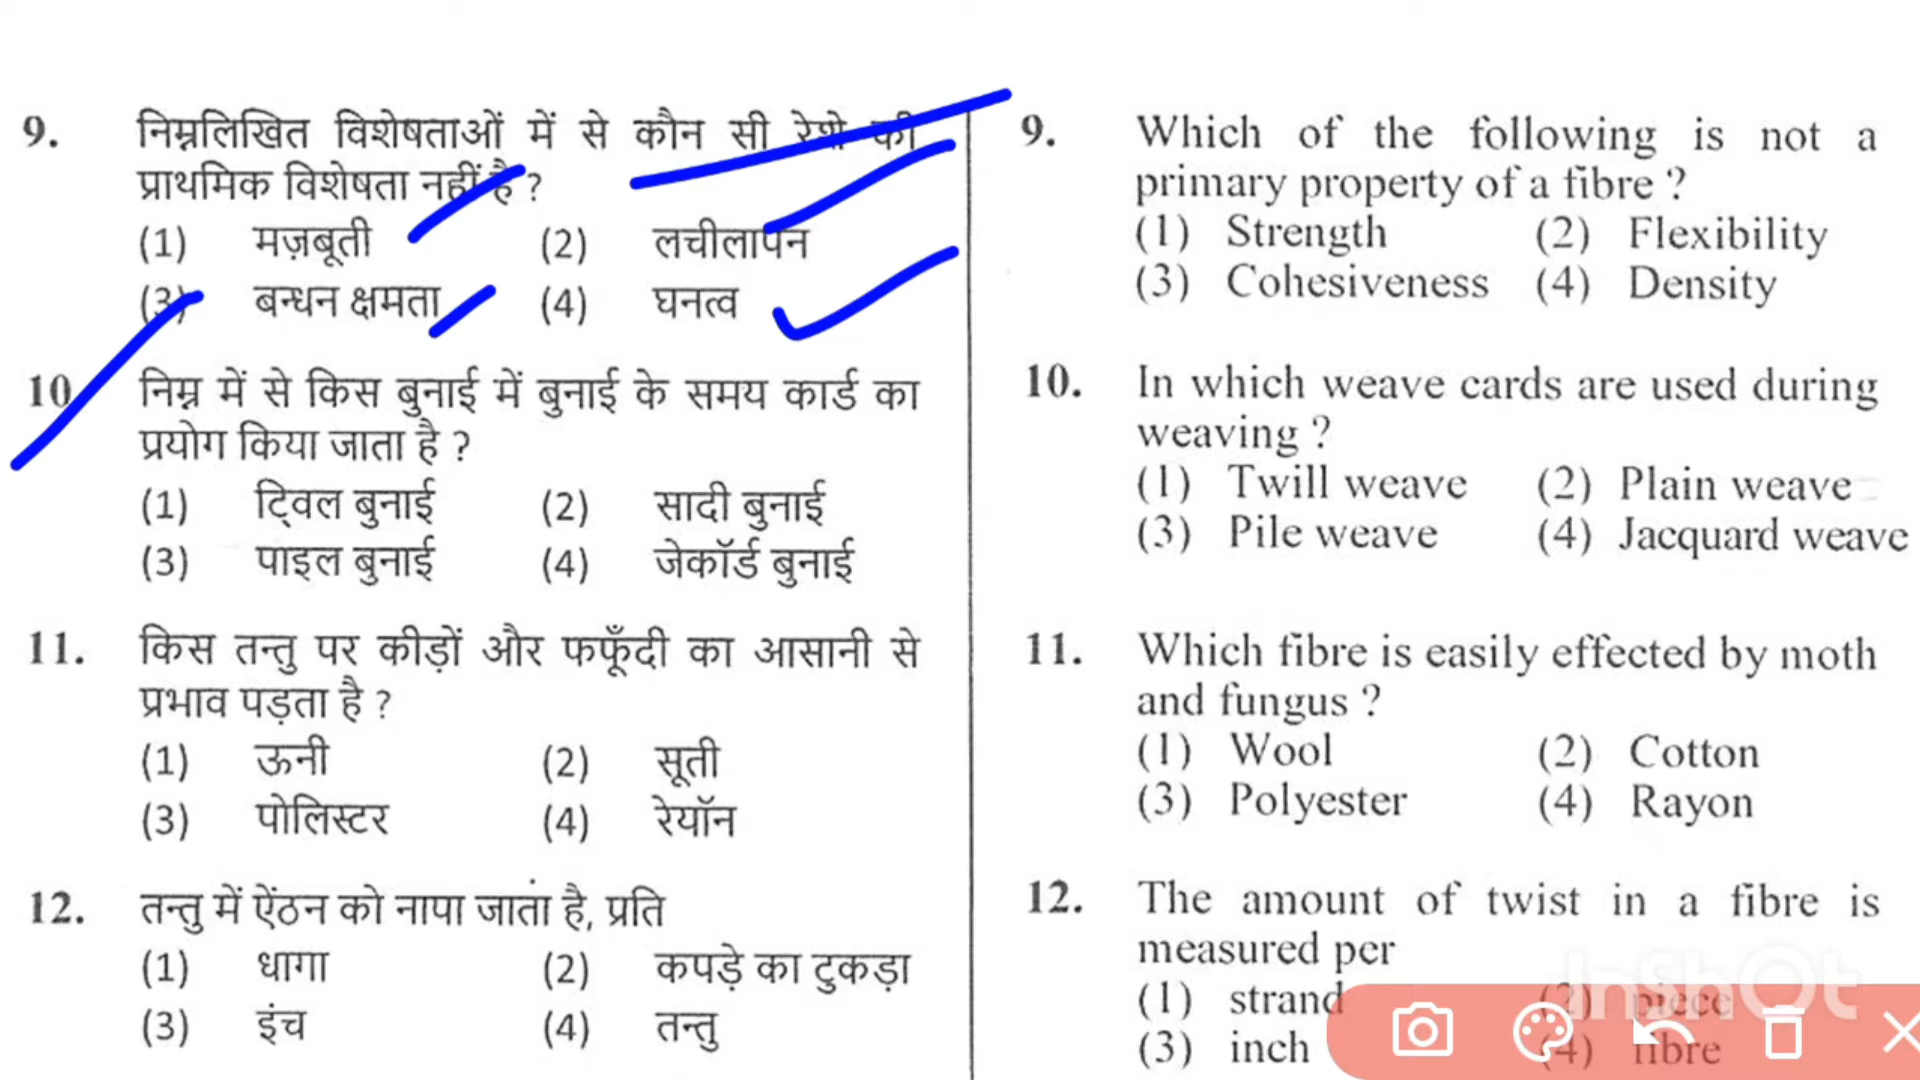 9. निम्नलिखित विशेषताओं में से कौन सी रेशे की
प्राथमिक विशेषता नहीं है ?
(1) मज़बूती (2) लचीलापन
(3) बन्धन क्षमता (4) घनत्व
10 निम्न में से किस बुनाई में बुनाई के समय कार्ड का
प्रयोग किया जाता है ?
(1) ट्विल बुनाई (2) सादी बुनाई
(3) पाइल बुनाई (4) जेकॉर्ड बुनाई
11. किस तन्तु पर कीड़ों और फफूँदी का आसानी से
प्रभाव पड़ता है ?
(1) ऊनी (2) सूती
(3) पोलिस्टर (4) रेयॉन
12. तन्तु में ऐंठन को नापा जाता है, प्रति
(1) धागा (2) कपड़े का टुकड़ा
(3) इंच (4) तन्तु
9. Which of the following is not a
primary property of a fibre ?
(1) Strength (2) Flexibility
(3) Cohesiveness (4) Density
10. In which weave cards are used during
weaving ?
(1) Twill weave (2) Plain weave
(3) Pile weave (4) Jacquard weave
11. Which fibre is easily effected by moth
and fungus ?
(1) Wool (2) Cotton
(3) Polyester (4) Rayon
12. The amount of twist in a fibre is
measured per
(1) strand (2) piece
(3) inch (4) fibre
InShOt